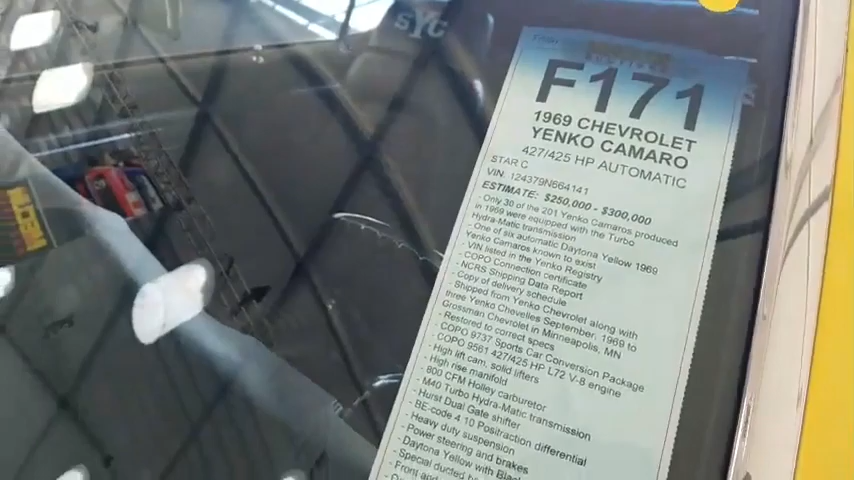 SYC
F171
1969 CHEVROLET
YENKO CAMARO
427/425 HP, AUTOMATIC
STAR C
VIN: 124379N664141
ESTIMATE: $250,000 - $300,000
- Only 30 of the 201 Yenko Camaros produced
in 1969 were equipped with the Turbo
Hydra-Matic transmission
- One of six automatic Daytona Yellow 1969
Yenko Camaros known to exist
- VIN listed in the Yenko Registry
- COPO Connection certificate
- NCRS Shipping Data Report
- Copy of delivery schedule
- Shipped from Yenko Chevrolet along with
three Yenko Chevelles September, 1969 to
Grossman Chevrolet in Minneapolis, MN
- Restored to correct specs
- COPO 9737 Sports Car Conversion Package
- COPO 9561 427/425 HP L72 V-8 engine
- High lift cam, solid lifters
- High rise manifold
- 800 CFM Holley carburetor
- M40 Turbo Hydra-Matic transmission
- Hurst Dual Gate shifter
- BE-code 4.10 Positraction differential
- Heavy duty suspension
- Power steering and brakes
- Daytona Yellow with Black